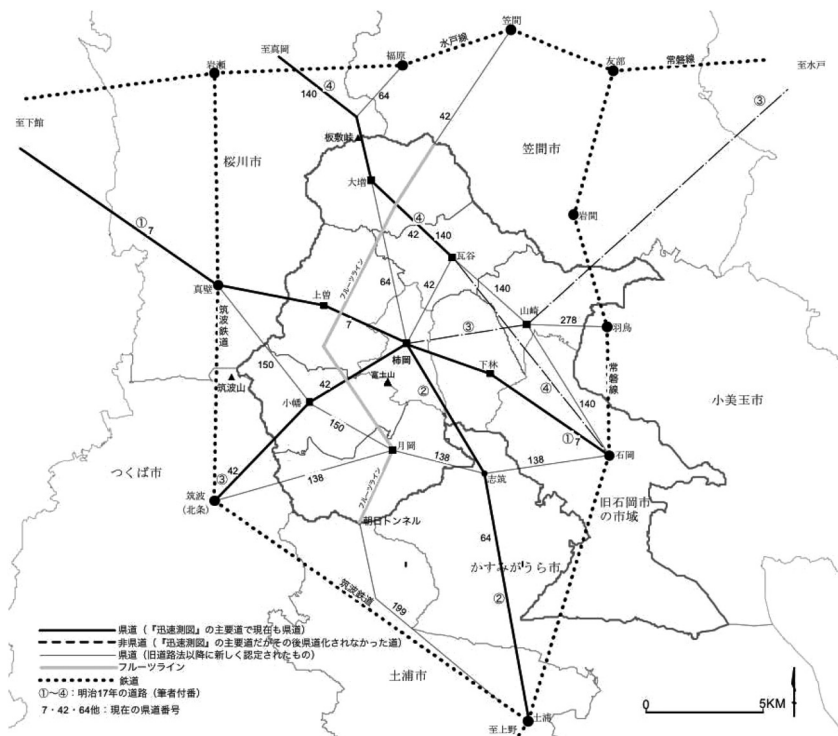 笠間
至真岡
水戸線
福原
友部
常磐線
岩瀬
至水戸
④
140
64
③
42
至下館
板敷峠
笠間市
桜川市
大増
④
岩間
①
7
42
140
瓦谷
フルーツライン
42
64
140
真壁
上曽
山崎
筑波鉄道
7
③
278
羽鳥
柿岡
150
常磐線
下林
富士山
②
筑波山
42
④
小美玉市
小幡
140
150
①
7
月岡
つくば市
138
138
石岡
42
③
138
志筑
筑波
(北条)
フルーツライン
旧石岡市
の市域
朝日トンネル
64
かすみがうら市
筑波鉄道
②
199
県道(『迅速測図』の主要道で現在も県道)
非県道(『迅速測図』の主要道だがその後県道化されなかった道)
県道(旧道路法以降に新しく認定されたもの)
フルーツライン
鉄道
①〜④:明治17年の道路(筆者付番)
7・42・64他:現在の県道番号
土浦市
0 5KM
土浦
至上野